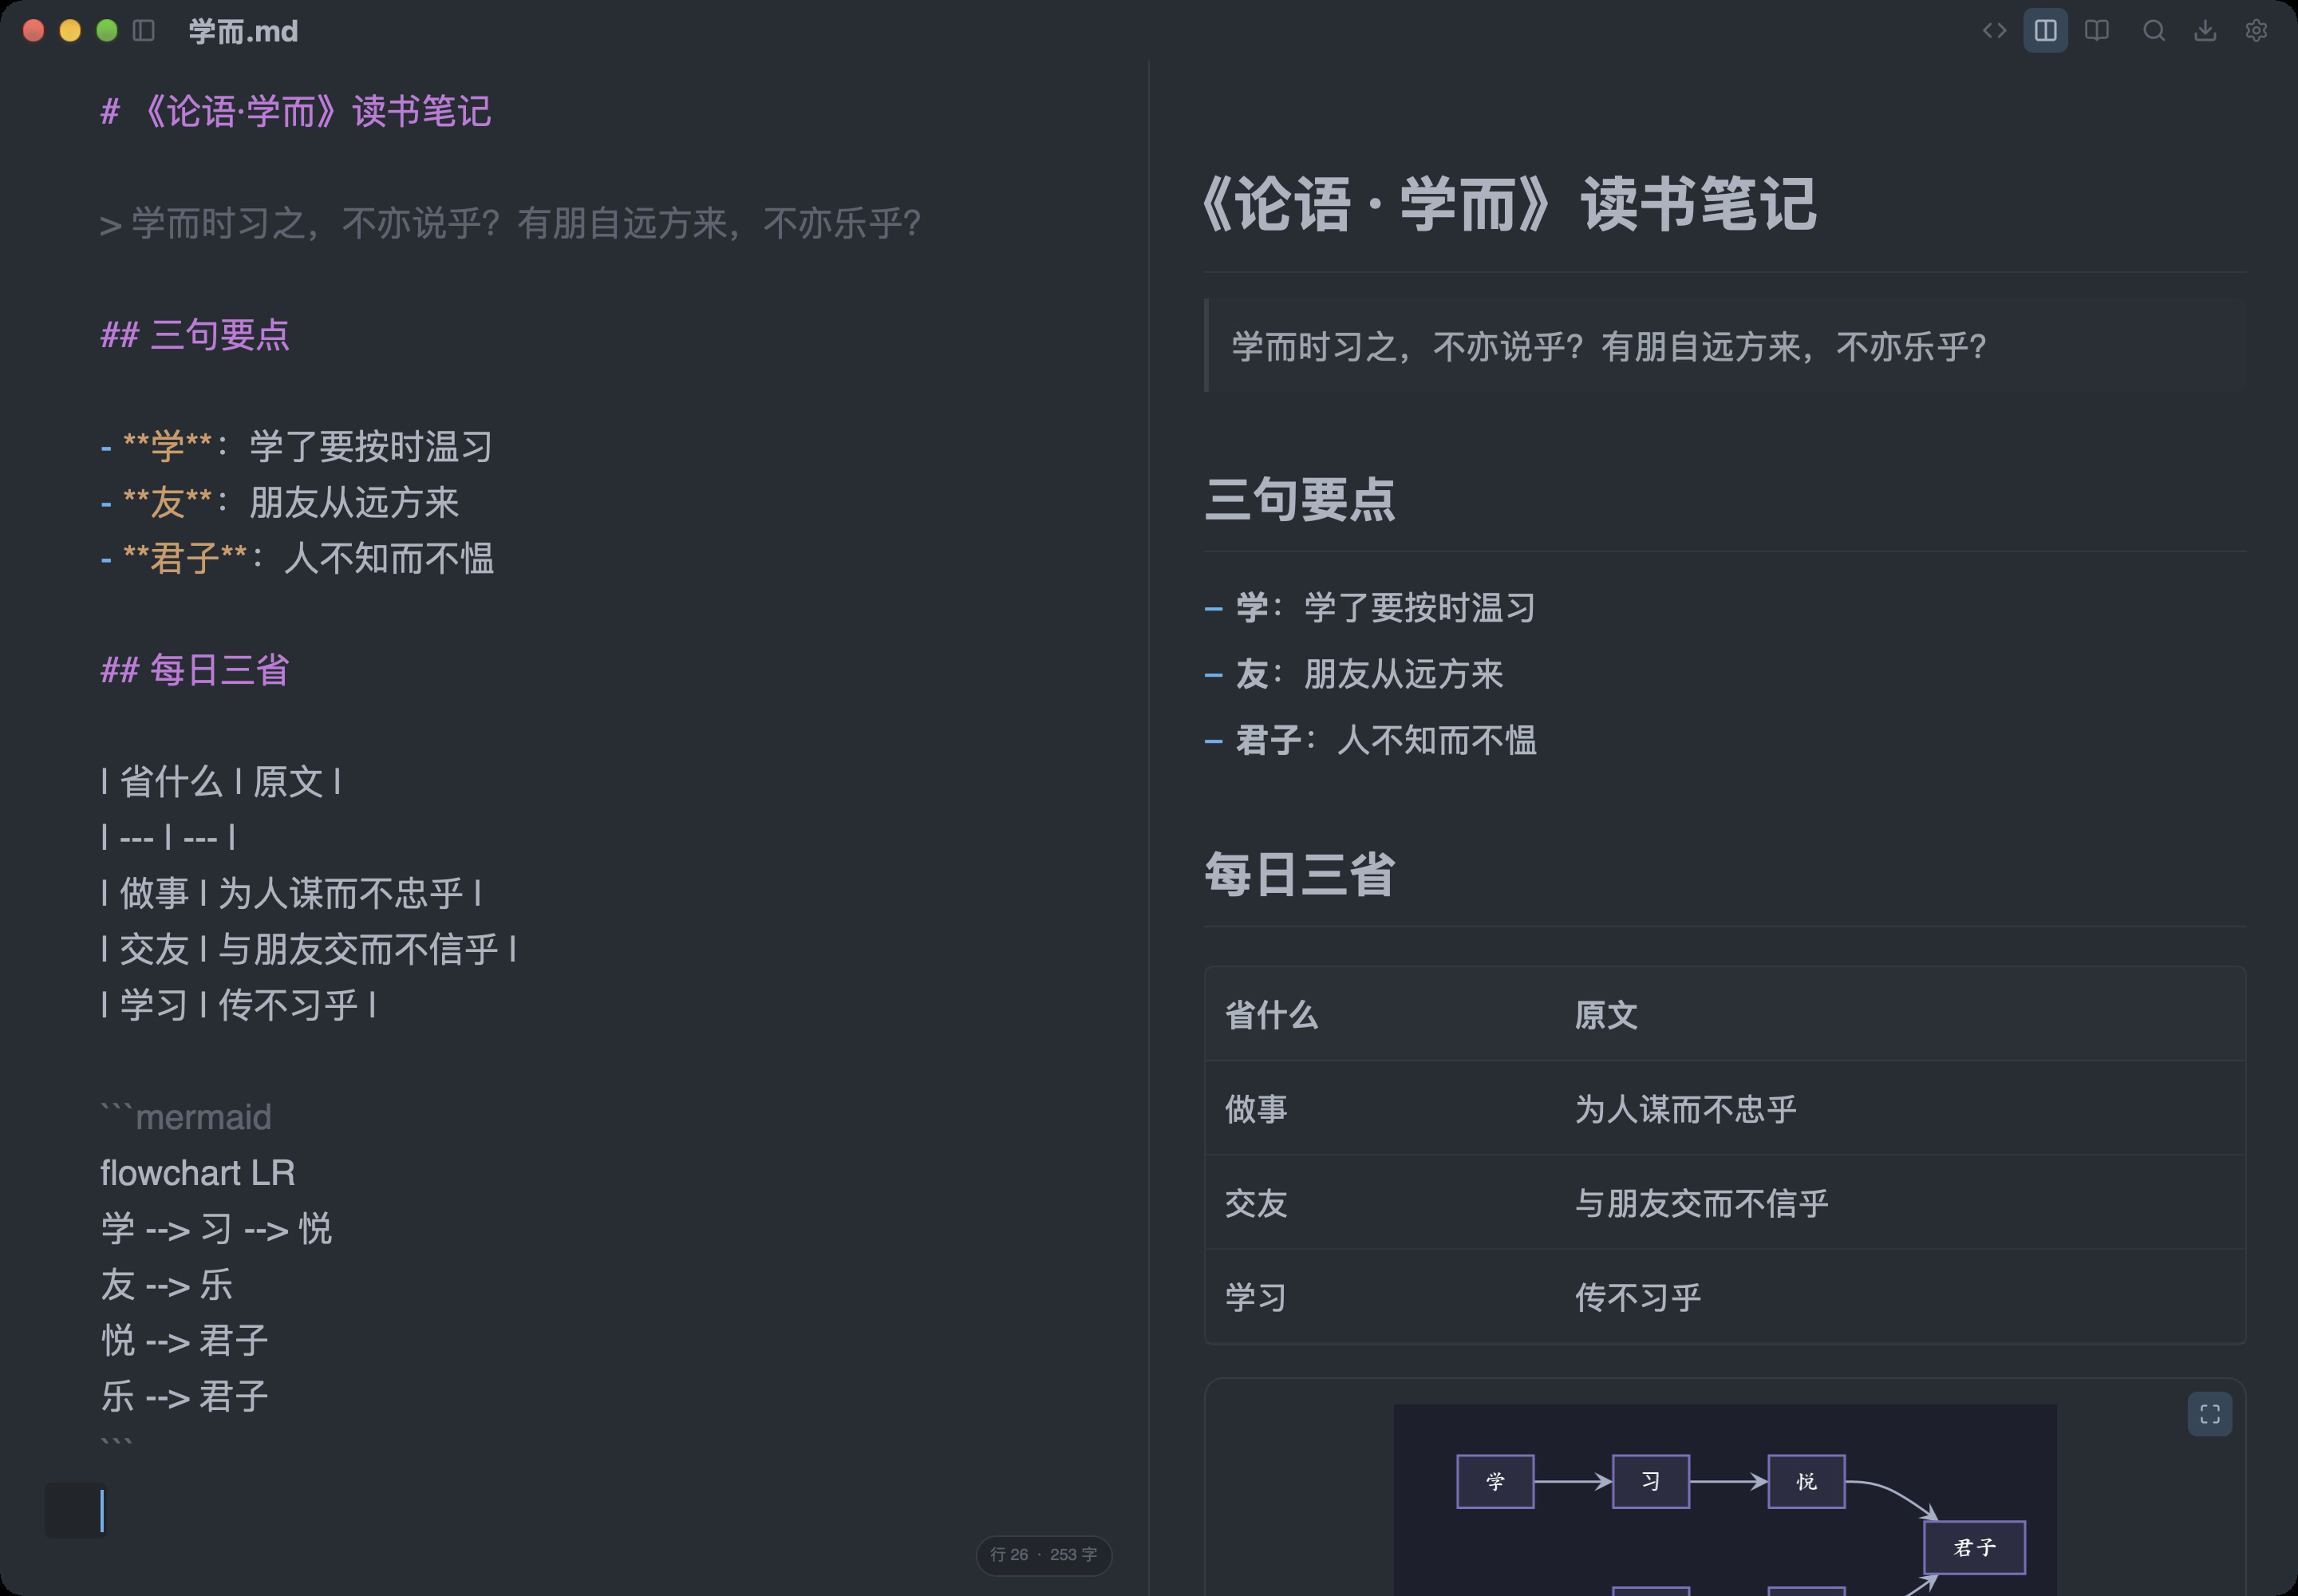 学而.md
# 《论语·学而》读书笔记
> 学而时习之，不亦说乎？有朋自远方来，不亦乐乎？
## 三句要点
- **学**：学了要按时温习
- **友**：朋友从远方来
- **君子**：人不知而不愠
## 每日三省
| 省什么 | 原文 |
| --- | --- |
| 做事 | 为人谋而不忠乎 |
| 交友 | 与朋友交而不信乎 |
| 学习 | 传不习乎 |
```mermaid
flowchart LR
学 --> 习 --> 悦
友 --> 乐
悦 --> 君子
乐 --> 君子
```
行 26 · 253 字
《论语 · 学而》读书笔记
学而时习之，不亦说乎？有朋自远方来，不亦乐乎？
三句要点
– 学：学了要按时温习
– 友：朋友从远方来
– 君子：人不知而不愠
每日三省
省什么 原文
做事 为人谋而不忠乎
交友 与朋友交而不信乎
学习 传不习乎
学 习 悦
君子